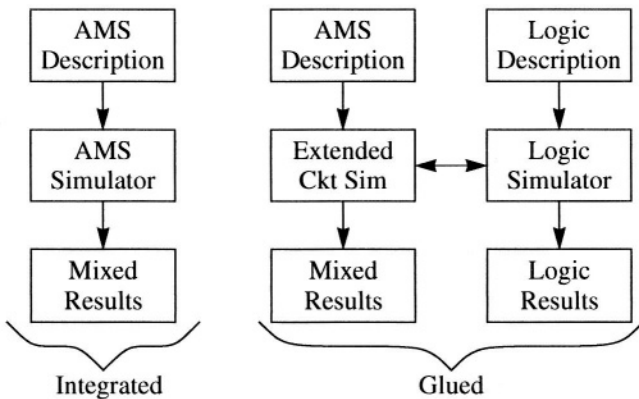 AMS
Description
AMS
Simulator
Mixed
Results
Integrated
AMS
Description
Extended
Ckt Sim
Mixed
Results
Logic
Description
Logic
Simulator
Logic
Results
Glued